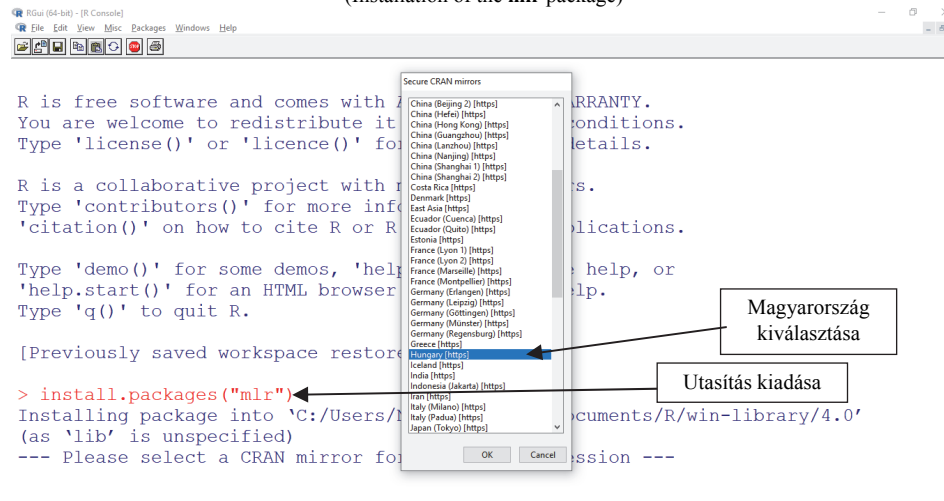 (Installation of the mlr package)
RGui (64-bit) - [R Console]
File Edit View Misc Packages Windows Help
R is free software and comes with
RRANTY.
You are welcome to redistribute it
conditions.
Type 'license()' or 'licence()' for
details.
R is a collaborative project with
Type 'contributors()' for more
'citation()' on how to cite R or R
Type 'demo()' for some demos,
help, or
'help.start()' for an HTML browser
Type 'q()' to quit R.
[Previously saved workspace
> install.packages("mlr")
Installing package into ‘C:/Users/
/R/win-library/4.0’
(as ‘lib’ is unspecified)
--- Please select a CRAN mirror
---
Secure CRAN mirrors
China (Beijing 2) [https]
China (Hefei) [https]
China (Hong Kong) [https]
China (Guangzhou) [https]
China (Lanzhou) [https]
China (Nanjing) [https]
China (Shanghai 1) [https]
China (Shanghai 2) [https]
Costa Rica [https]
Denmark [https]
East Asia [https]
Ecuador (Cuenca) [https]
Ecuador (Quito) [https]
Estonia [https]
France (Lyon 1) [https]
France (Lyon 2) [https]
France (Marseille) [https]
France (Montpellier) [https]
Germany (Erlangen) [https]
Germany (Leipzig) [https]
Germany (Göttingen) [https]
Germany (Münster) [https]
Germany (Regensburg) [https]
Greece [https]
Hungary [https]
Iceland [https]
India [https]
Indonesia (Jakarta) [https]
Iran [https]
Italy (Milano) [https]
Italy (Padua) [https]
Japan (Tokyo) [https]
OK Cancel
Magyarország
kiválasztása
Utasítás kiadása